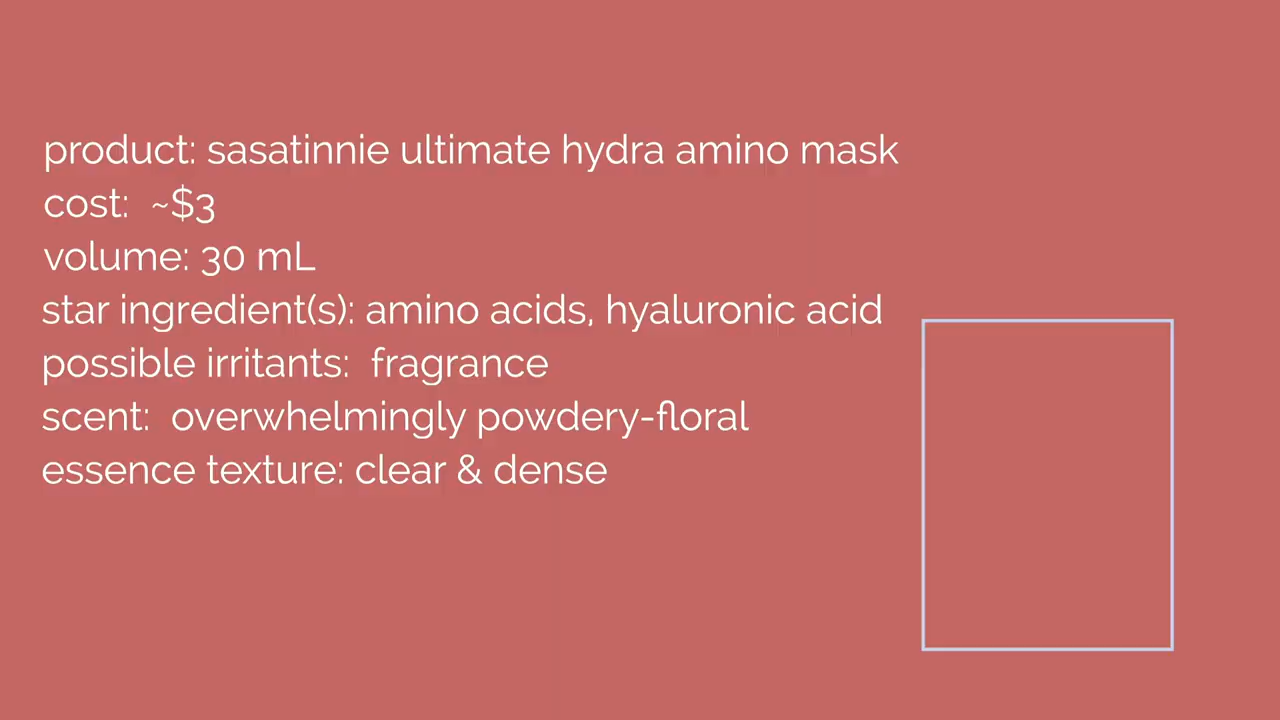 product: sasatinnie ultimate hydra amino mask
cost:  ~$3
volume: 30 mL
star ingredient(s): amino acids, hyaluronic acid
possible irritants:  fragrance
scent:  overwhelmingly powdery-floral
essence texture: clear & dense